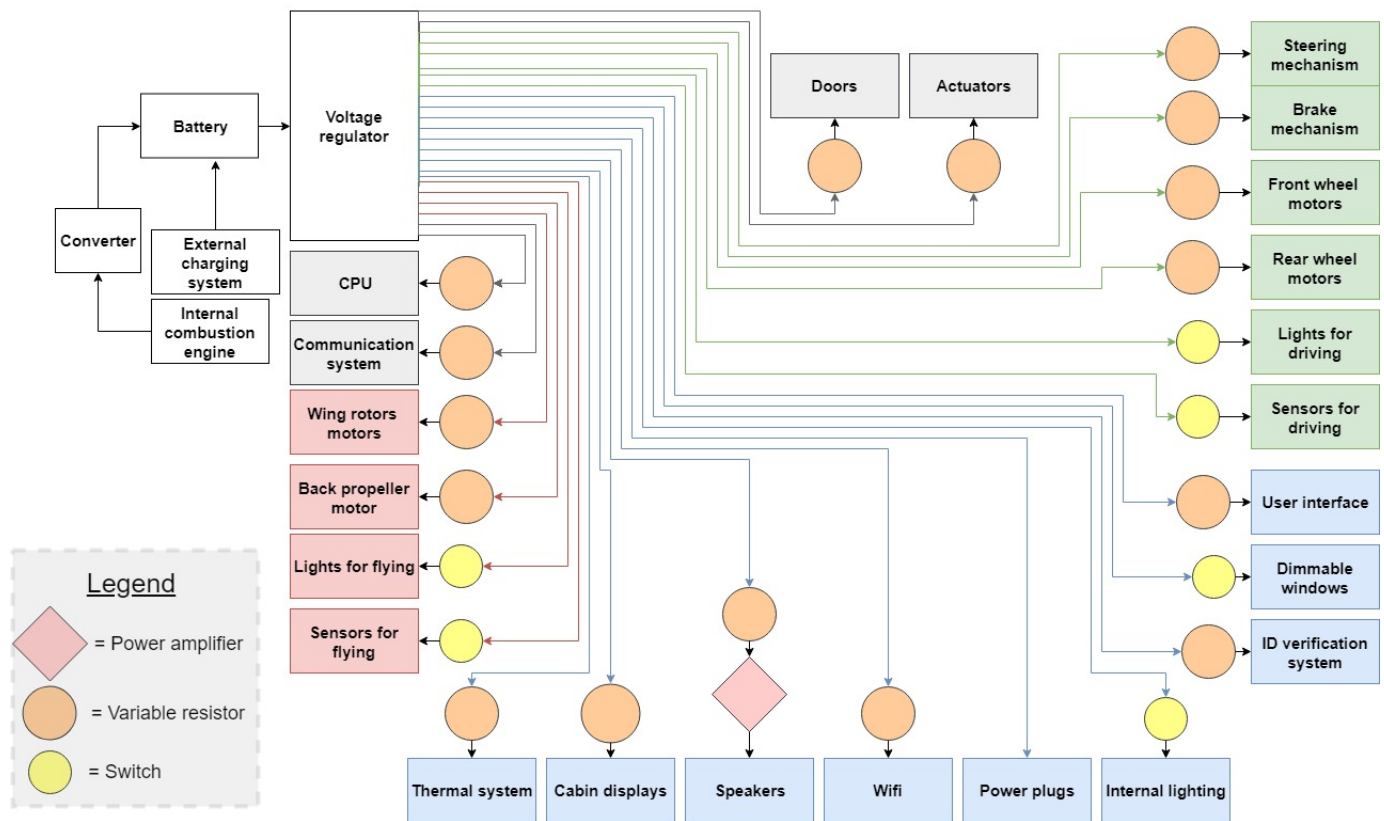 Doors
Actuators
Steering
mechanism
Brake
mechanism
Battery
Voltage
regulator
Front wheel
motors
Converter
External
charging
system
Rear wheel
motors
CPU
Internal
combustion
engine
Communication
system
Lights for
driving
Wing rotors
motors
Sensors for
driving
Back propeller
motor
User interface
Lights for flying
Dimmable
windows
Sensors for
flying
ID verification
system
Legend
= Power amplifier
= Variable resistor
= Switch
Thermal system
Cabin displays
Speakers
Wifi
Power plugs
Internal lighting